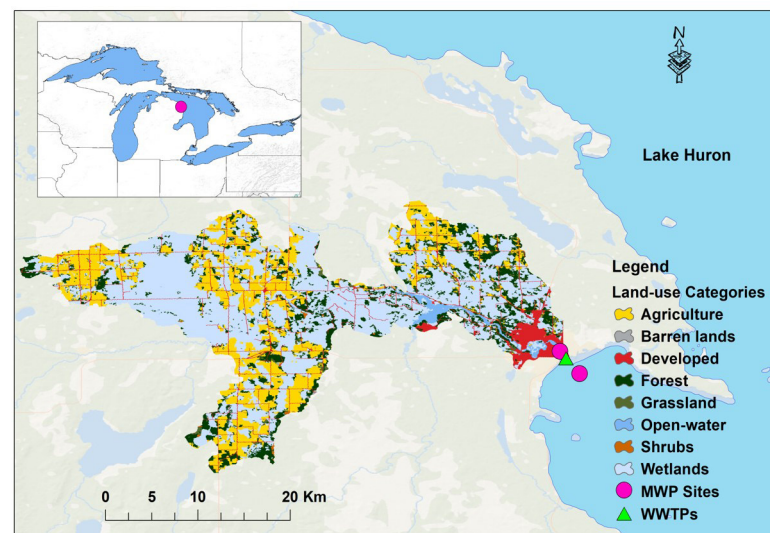 N
Lake Huron
Legend
Land-use Categories
Agriculture
Barren lands
Developed
Forest
Grassland
Open-water
Shrubs
Wetlands
MWP Sites
WWTPs
0 5 10 20 Km